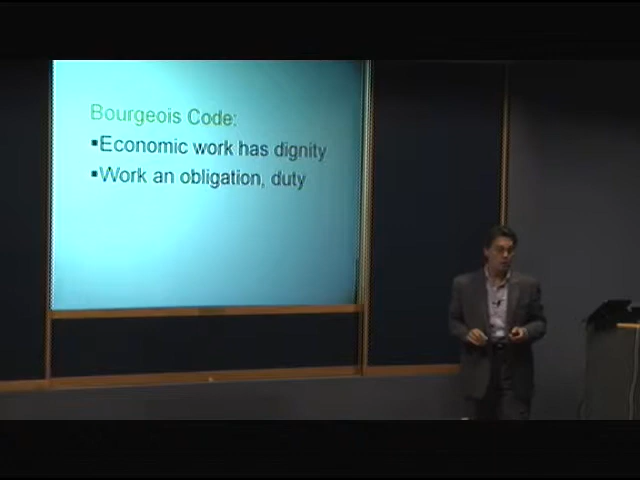 Bourgeois Code:
▪Economic work has dignity
▪Work an obligation, duty